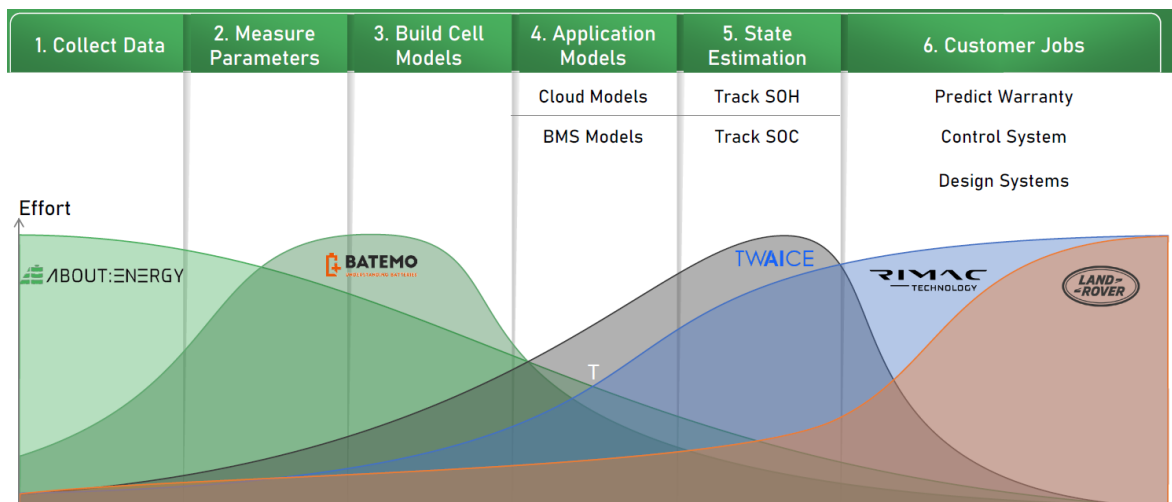 1. Collect Data
2. Measure
Parameters
3. Build Cell
Models
4. Application
Models
5. State
Estimation
6. Customer Jobs
Cloud Models
Track SOH
Predict Warranty
BMS Models
Track SOC
Control System
Design Systems
Effort
ABOUT:ENERGY
BATEMO
TWAICE
RIMAC
TECHNOLOGY
LAND
ROVER
T